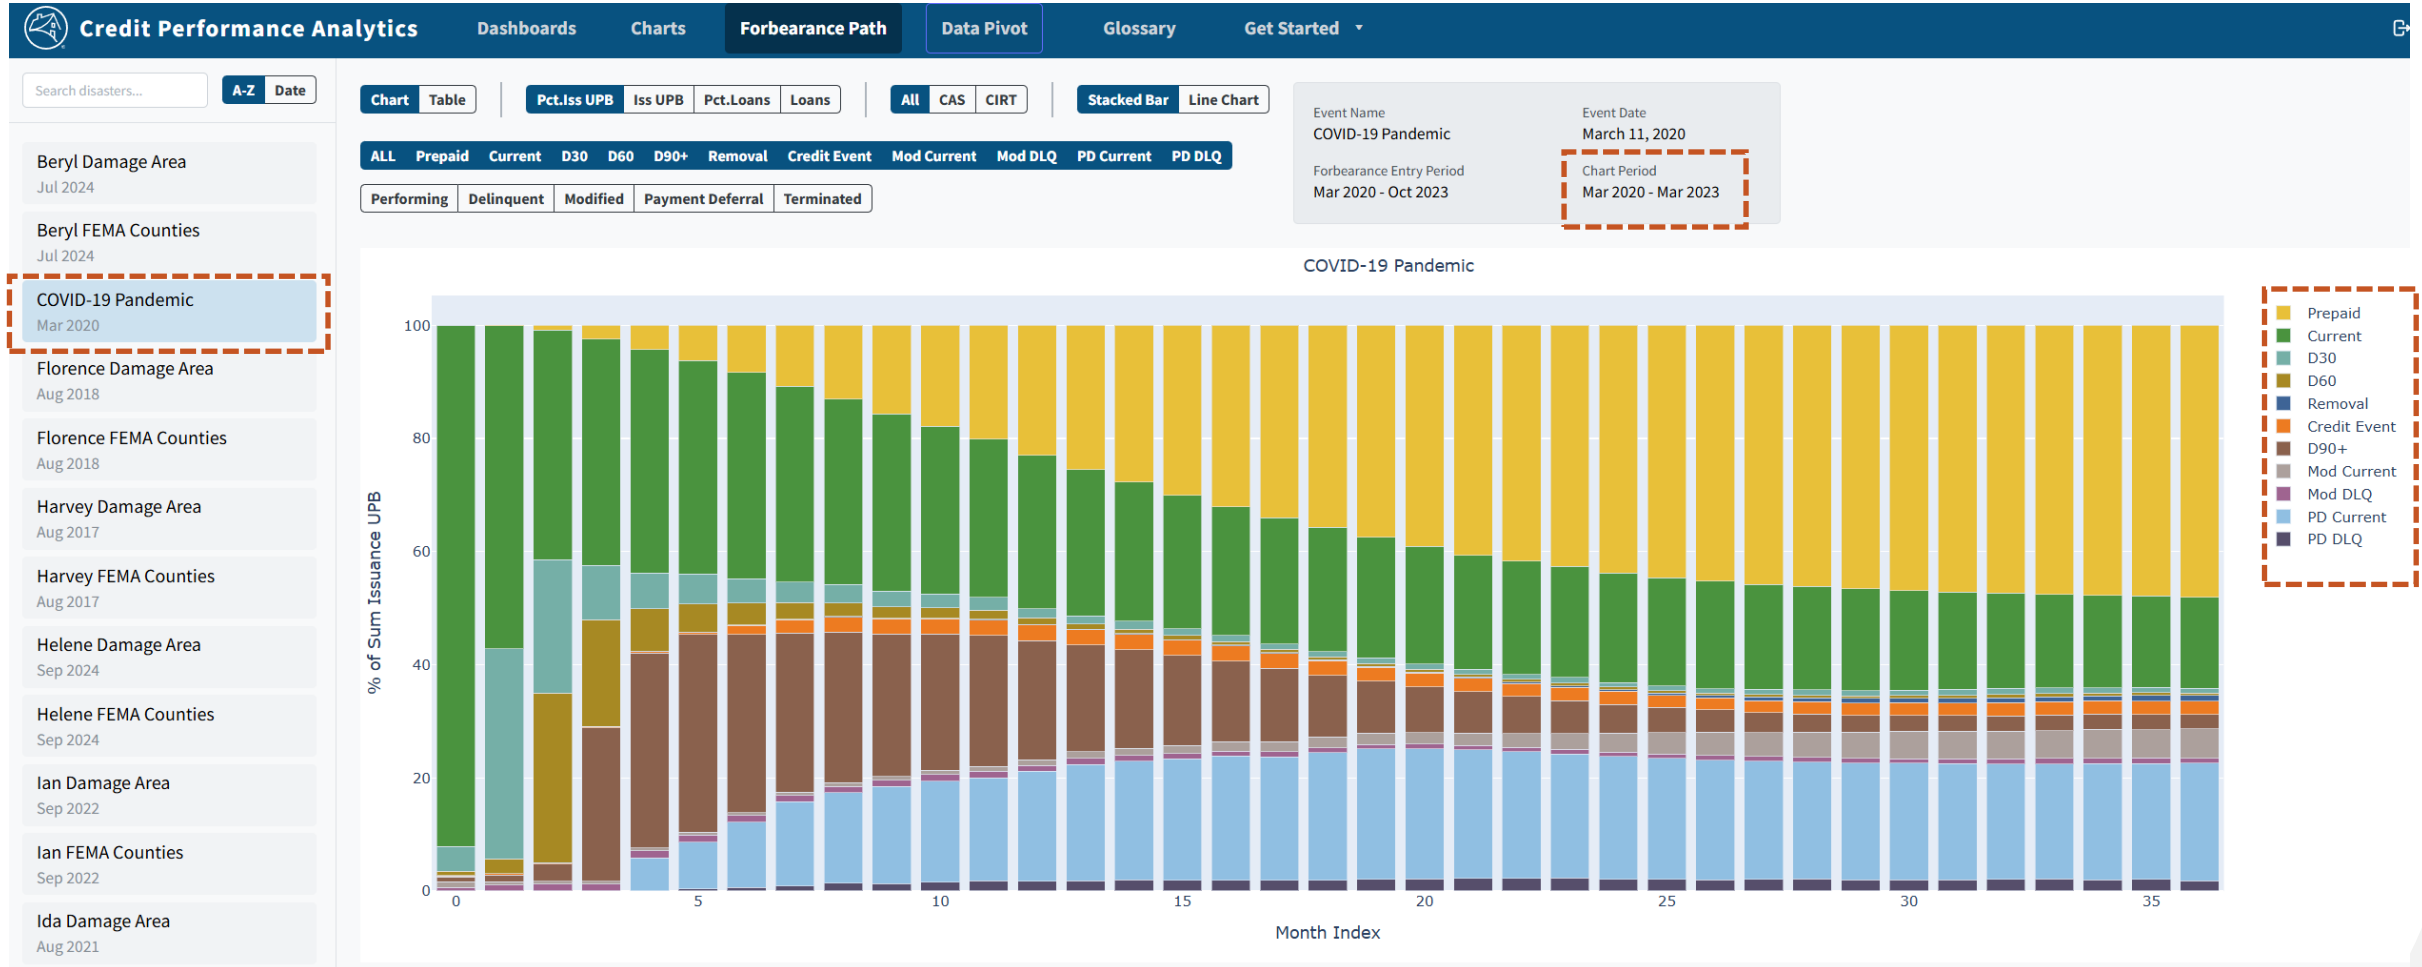 Credit Performance Analytics Dashboards Charts Forbearance Path Data Pivot Glossary Get Started
Search disasters... A-Z Date
Beryl Damage Area
Jul 2024
Beryl FEMA Counties
Jul 2024
COVID-19 Pandemic
Mar 2020
Florence Damage Area
Aug 2018
Florence FEMA Counties
Aug 2018
Harvey Damage Area
Aug 2017
Harvey FEMA Counties
Aug 2017
Helene Damage Area
Sep 2024
Helene FEMA Counties
Sep 2024
Ian Damage Area
Sep 2022
Ian FEMA Counties
Sep 2022
Ida Damage Area
Aug 2021
Chart Table Pct.Iss UPB Iss UPB Pct.Loans Loans All CAS CIRT Stacked Bar Line Chart
ALL Prepaid Current D30 D60 D90+ Removal Credit Event Mod Current Mod DLQ PD Current PD DLQ
Performing Delinquent Modified Payment Deferral Terminated
Event Name Event Date
COVID-19 Pandemic March 11, 2020
Forbearance Entry Period Chart Period
Mar 2020 - Oct 2023 Mar 2020 - Mar 2023
COVID-19 Pandemic
% of Sum Issuance UPB
100
80
60
40
20
0
0 5 10 15 20 25 30 35
Month Index
Prepaid
Current
D30
D60
Removal
Credit Event
D90+
Mod Current
Mod DLQ
PD Current
PD DLQ